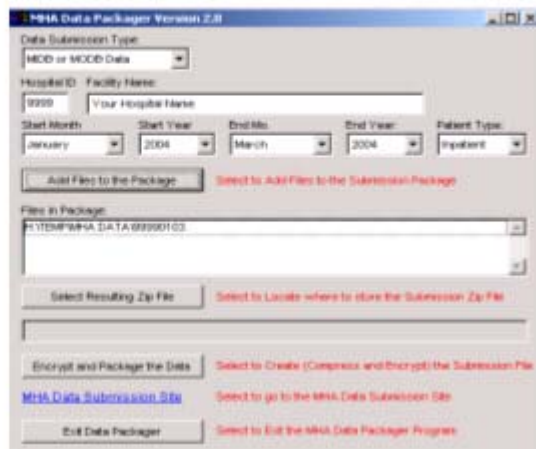 MHA Data Packager Version 2.0
Data Submission Type:
MIDB or MODB Data
Hospital ID Facility Name:
9999 Your Hospital Name
Start Month Start Year End Mo. End Year: Patient Type:
January 2004 March 2004 Inpatient
Add Files to the Package Select to Add Files to the Submission Package
Files in Package:
H:\TEMP\MHA DATA\99990103
Select Resulting Zip File Select to Locate where to store the Submission Zip File
Encrypt and Package the Data Select to Create (Compress and Encrypt) the Submission File
MHA Data Submission Site Select to go to the MHA Data Submission Site
Exit Data Packager Select to Exit the MHA Data Packager Program